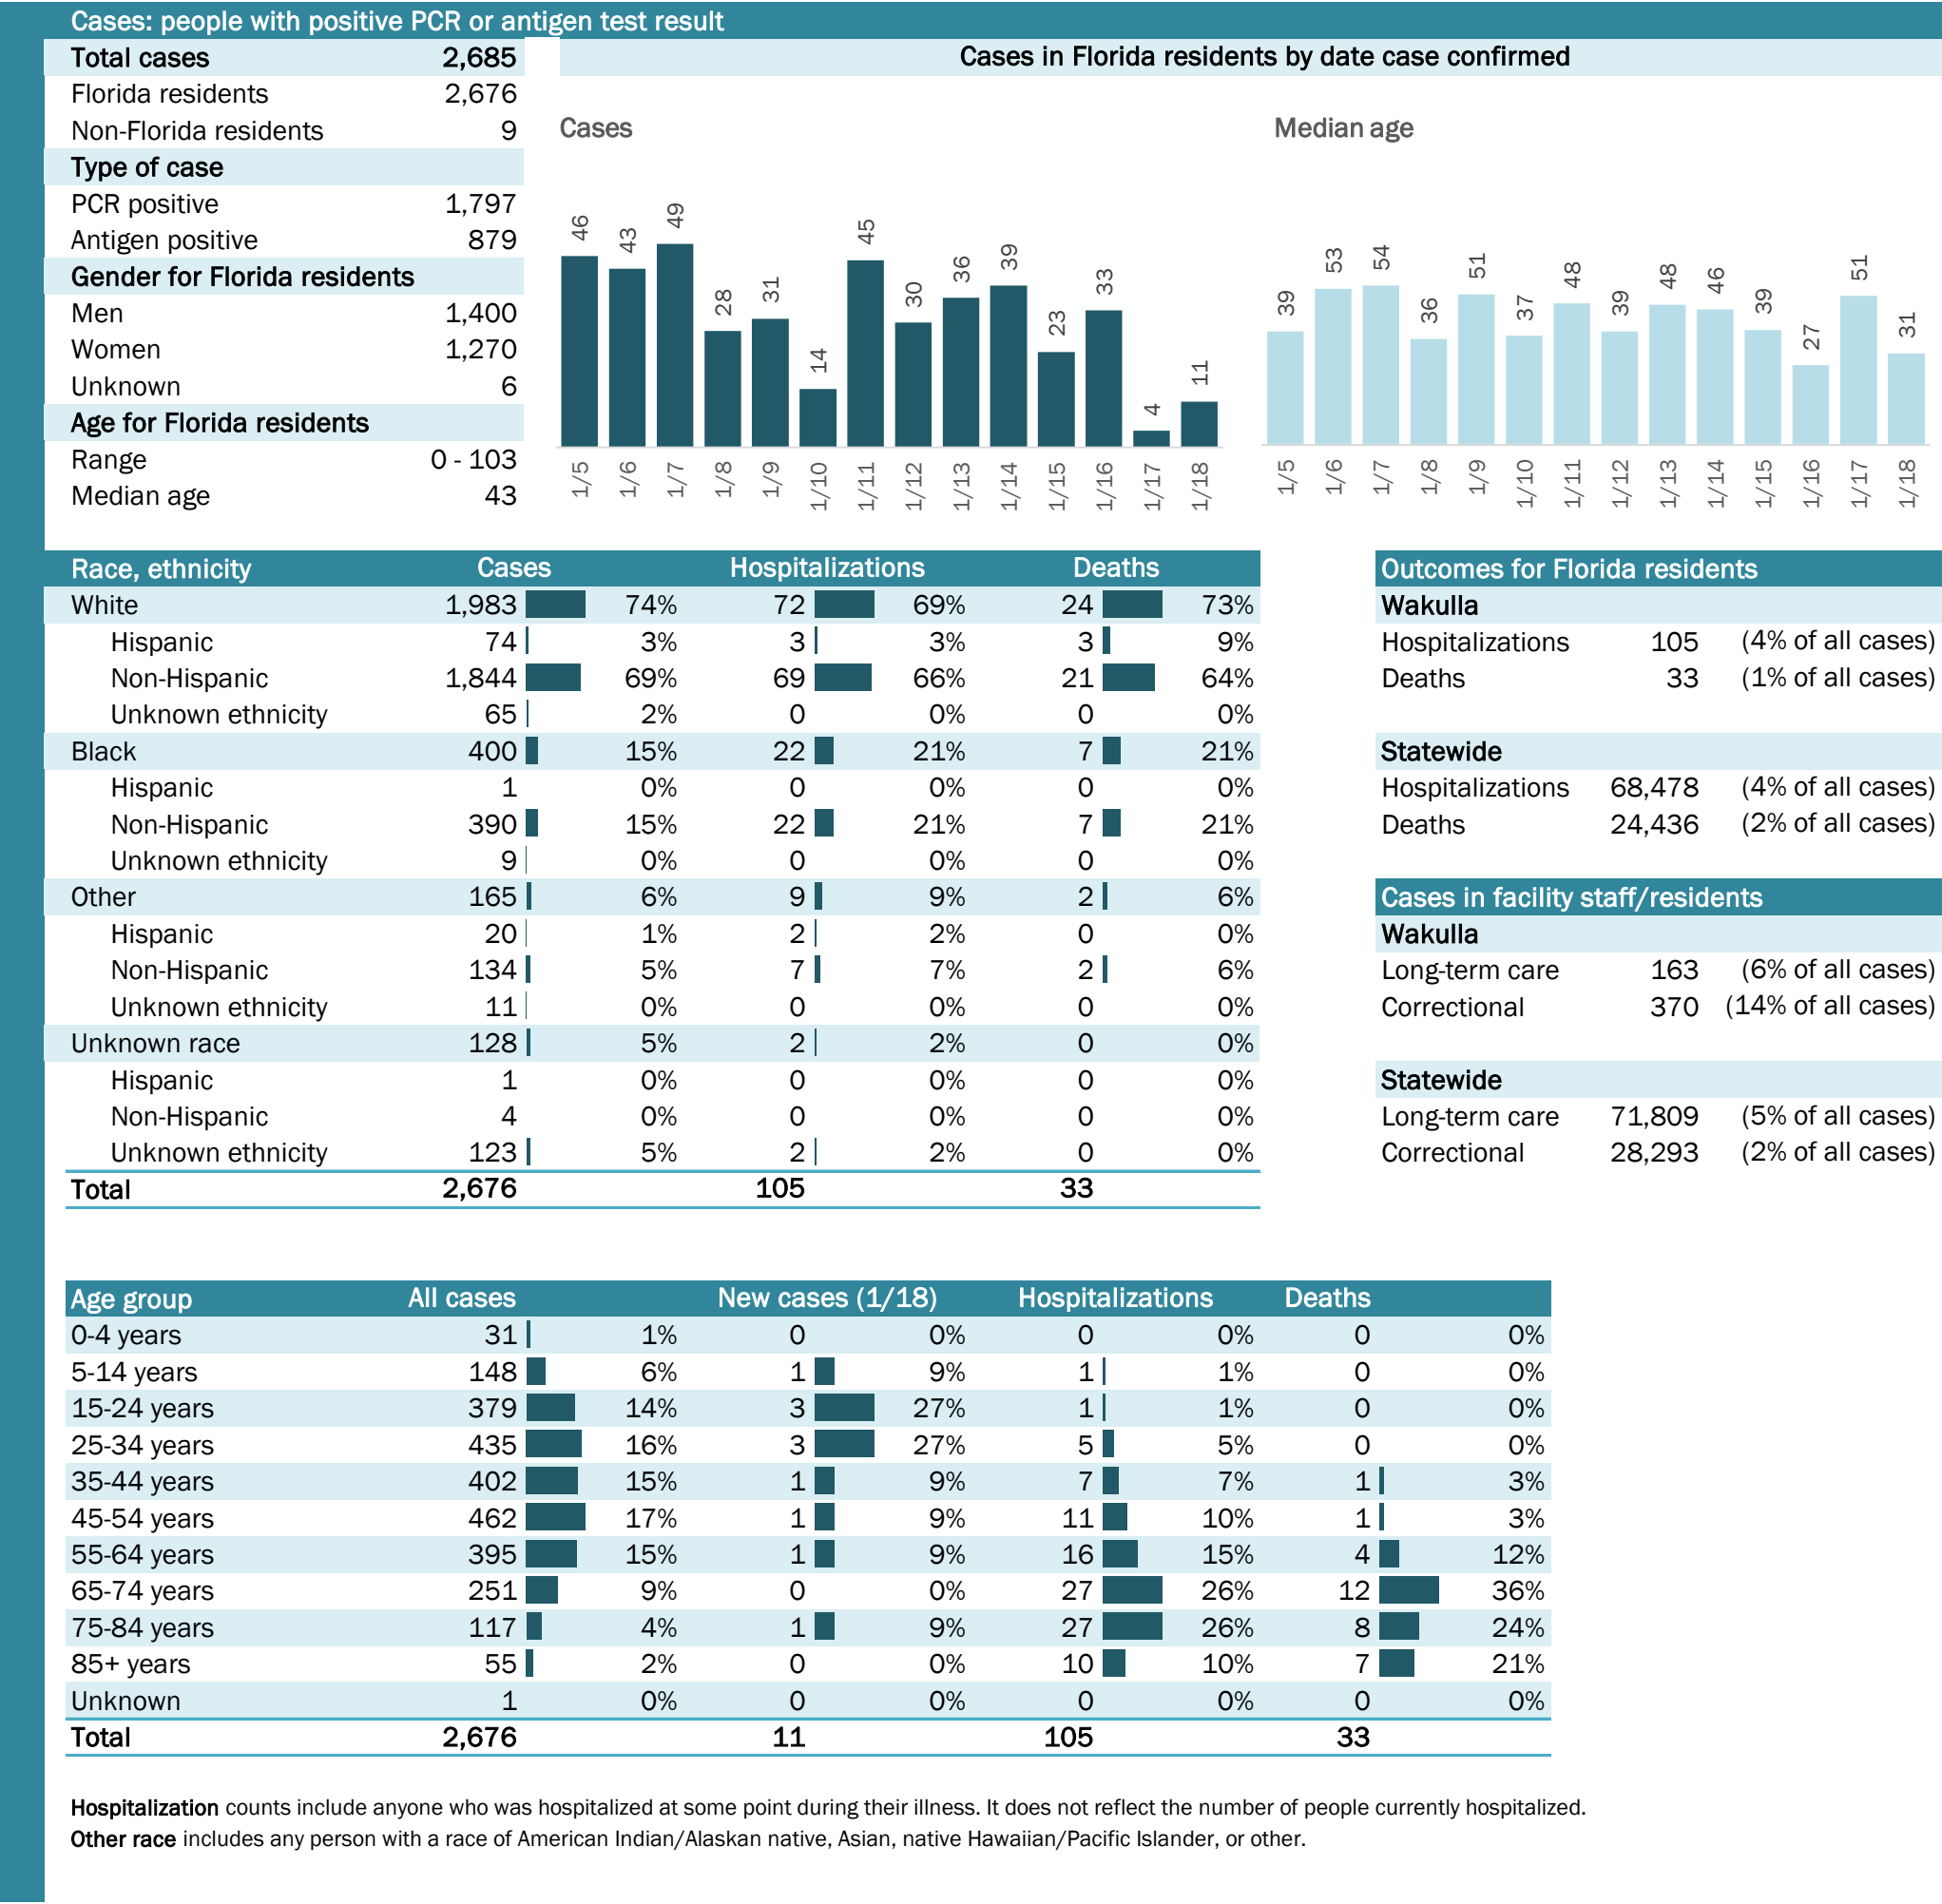 Cases: people with positive PCR or antigen test result
Total cases 2,685
Florida residents 2,676
Non-Florida residents 9
Type of case
PCR positive 1,797
Antigen positive 879
Gender for Florida residents
Men 1,400
Women 1,270
Unknown 6
Age for Florida residents
Range 0 - 103
Median age 43
Cases in Florida residents by date case confirmed
Cases
46 43 49 28 31 14 45 30 36 39 23 33 4 11
1/5 1/6 1/7 1/8 1/9 1/10 1/11 1/12 1/13 1/14 1/15 1/16 1/17 1/18
Median age
39 53 54 36 51 37 48 39 48 46 39 27 51 31
1/5 1/6 1/7 1/8 1/9 1/10 1/11 1/12 1/13 1/14 1/15 1/16 1/17 1/18
Race, ethnicity Cases Hospitalizations Deaths
White 1,983 74% 72 69% 24 73%
Hispanic 74 3% 3 3% 3 9%
Non-Hispanic 1,844 69% 69 66% 21 64%
Unknown ethnicity 65 2% 0 0% 0 0%
Black 400 15% 22 21% 7 21%
Hispanic 1 0% 0 0% 0 0%
Non-Hispanic 390 15% 22 21% 7 21%
Unknown ethnicity 9 0% 0 0% 0 0%
Other 165 6% 9 9% 2 6%
Hispanic 20 1% 2 2% 0 0%
Non-Hispanic 134 5% 7 7% 2 6%
Unknown ethnicity 11 0% 0 0% 0 0%
Unknown race 128 5% 2 2% 0 0%
Hispanic 1 0% 0 0% 0 0%
Non-Hispanic 4 0% 0 0% 0 0%
Unknown ethnicity 123 5% 2 2% 0 0%
Total 2,676 105 33
Outcomes for Florida residents
Wakulla
Hospitalizations 105 (4% of all cases)
Deaths 33 (1% of all cases)
Statewide
Hospitalizations 68,478 (4% of all cases)
Deaths 24,436 (2% of all cases)
Cases in facility staff/residents
Wakulla
Long-term care 163 (6% of all cases)
Correctional 370 (14% of all cases)
Statewide
Long-term care 71,809 (5% of all cases)
Correctional 28,293 (2% of all cases)
Age group All cases New cases (1/18) Hospitalizations Deaths
0-4 years 31 1% 0 0% 0 0% 0 0%
5-14 years 148 6% 1 9% 1 1% 0 0%
15-24 years 379 14% 3 27% 1 1% 0 0%
25-34 years 435 16% 3 27% 5 5% 0 0%
35-44 years 402 15% 1 9% 7 7% 1 3%
45-54 years 462 17% 1 9% 11 10% 1 3%
55-64 years 395 15% 1 9% 16 15% 4 12%
65-74 years 251 9% 0 0% 27 26% 12 36%
75-84 years 117 4% 1 9% 27 26% 8 24%
85+ years 55 2% 0 0% 10 10% 7 21%
Unknown 1 0% 0 0% 0 0% 0 0%
Total 2,676 11 105 33
Hospitalization counts include anyone who was hospitalized at some point during their illness. It does not reflect the number of people currently hospitalized.
Other race includes any person with a race of American Indian/Alaskan native, Asian, native Hawaiian/Pacific Islander, or other.